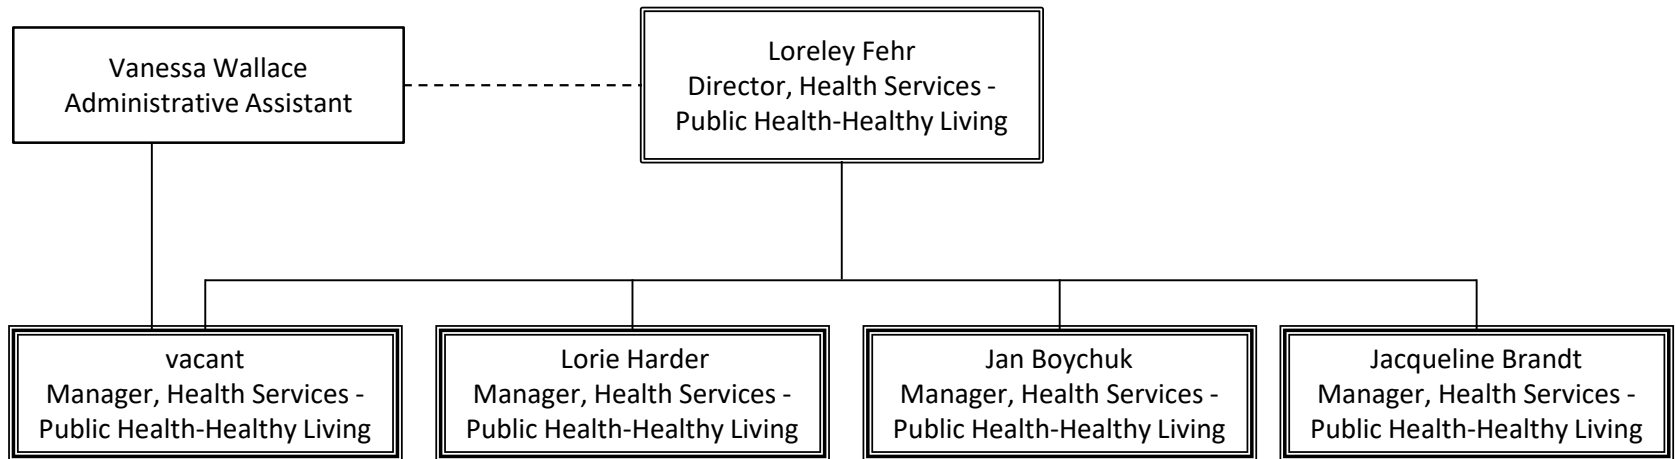 Vanessa Wallace
Administrative Assistant
Loreley Fehr
Director, Health Services -
Public Health-Healthy Living
vacant
Manager, Health Services -
Public Health-Healthy Living
Lorie Harder
Manager, Health Services -
Public Health-Healthy Living
Jan Boychuk
Manager, Health Services -
Public Health-Healthy Living
Jacqueline Brandt
Manager, Health Services -
Public Health-Healthy Living